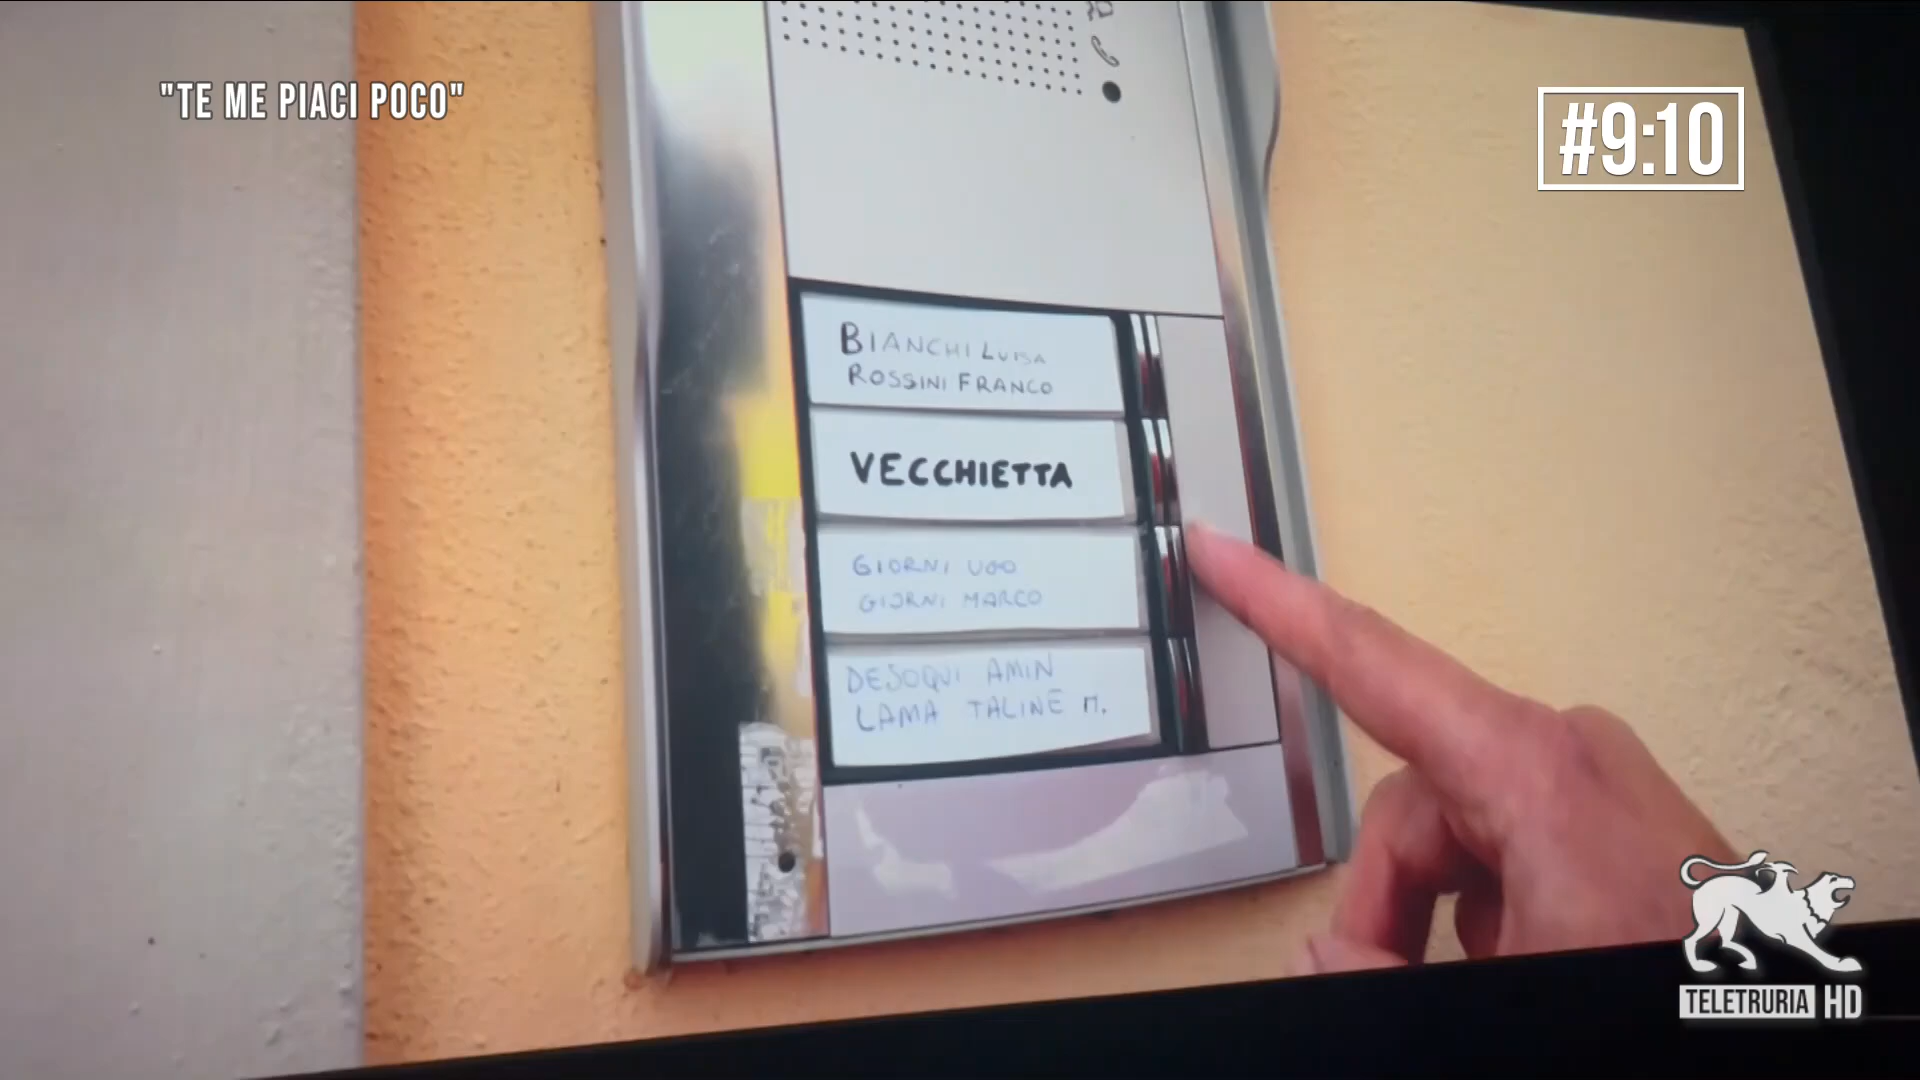 "TE ME PIACI POCO"
#9:10
BIANCHI LUISA
ROSSINI FRANCO
VECCHIETTA
GIORNI UGO
GIORNI MARCO
DESOQUI AMIN
LAMA TALINE M.
TELETRURIA HD